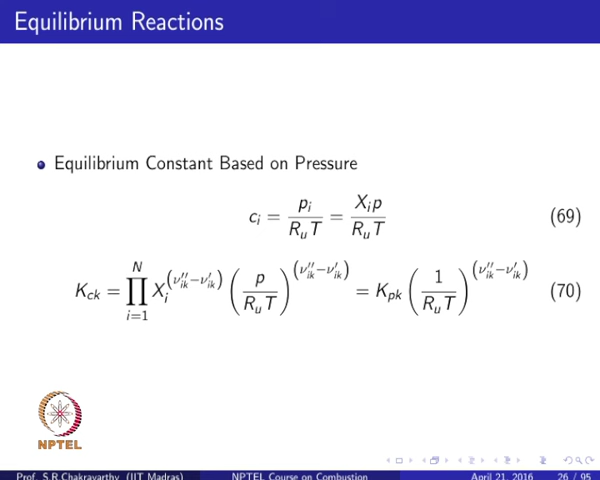 Equilibrium Reactions
Equilibrium Constant Based on Pressure
c_i = p_i / (R_u T) = X_i p / (R_u T) (69)
K_ck = ∏_{i=1}^{N} X_i^{(ν''_ik − ν'_ik)} (p / (R_u T))^{(ν''_ik − ν'_ik)} = K_pk (1 / (R_u T))^{(ν''_ik − ν'_ik)} (70)
NPTEL
Prof. S.R.Chakravarthy (IIT Madras) NPTEL Course on Combustion April 21, 2016 26 / 95